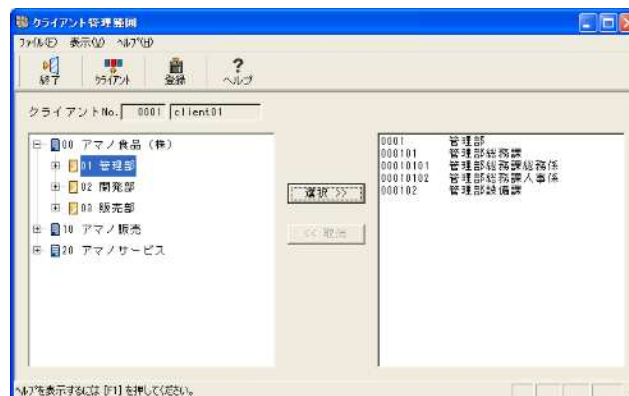 クライアント管理範囲
ファイル(F) 表示(V) ヘルプ(H)
終了 クライアント 登録 ヘルプ
クライアントNo. 0001 client01
00 アマノ食品(株)
01 管理部
02 開発部
03 販売部
10 アマノ販売
20 アマノサービス
選択 >>
<< 取消
0001 管理部
000101 管理部総務課
00010101 管理部総務課総務係
00010102 管理部総務課人事係
000102 管理部設備課
ヘルプを表示するには [F1] を押してください。